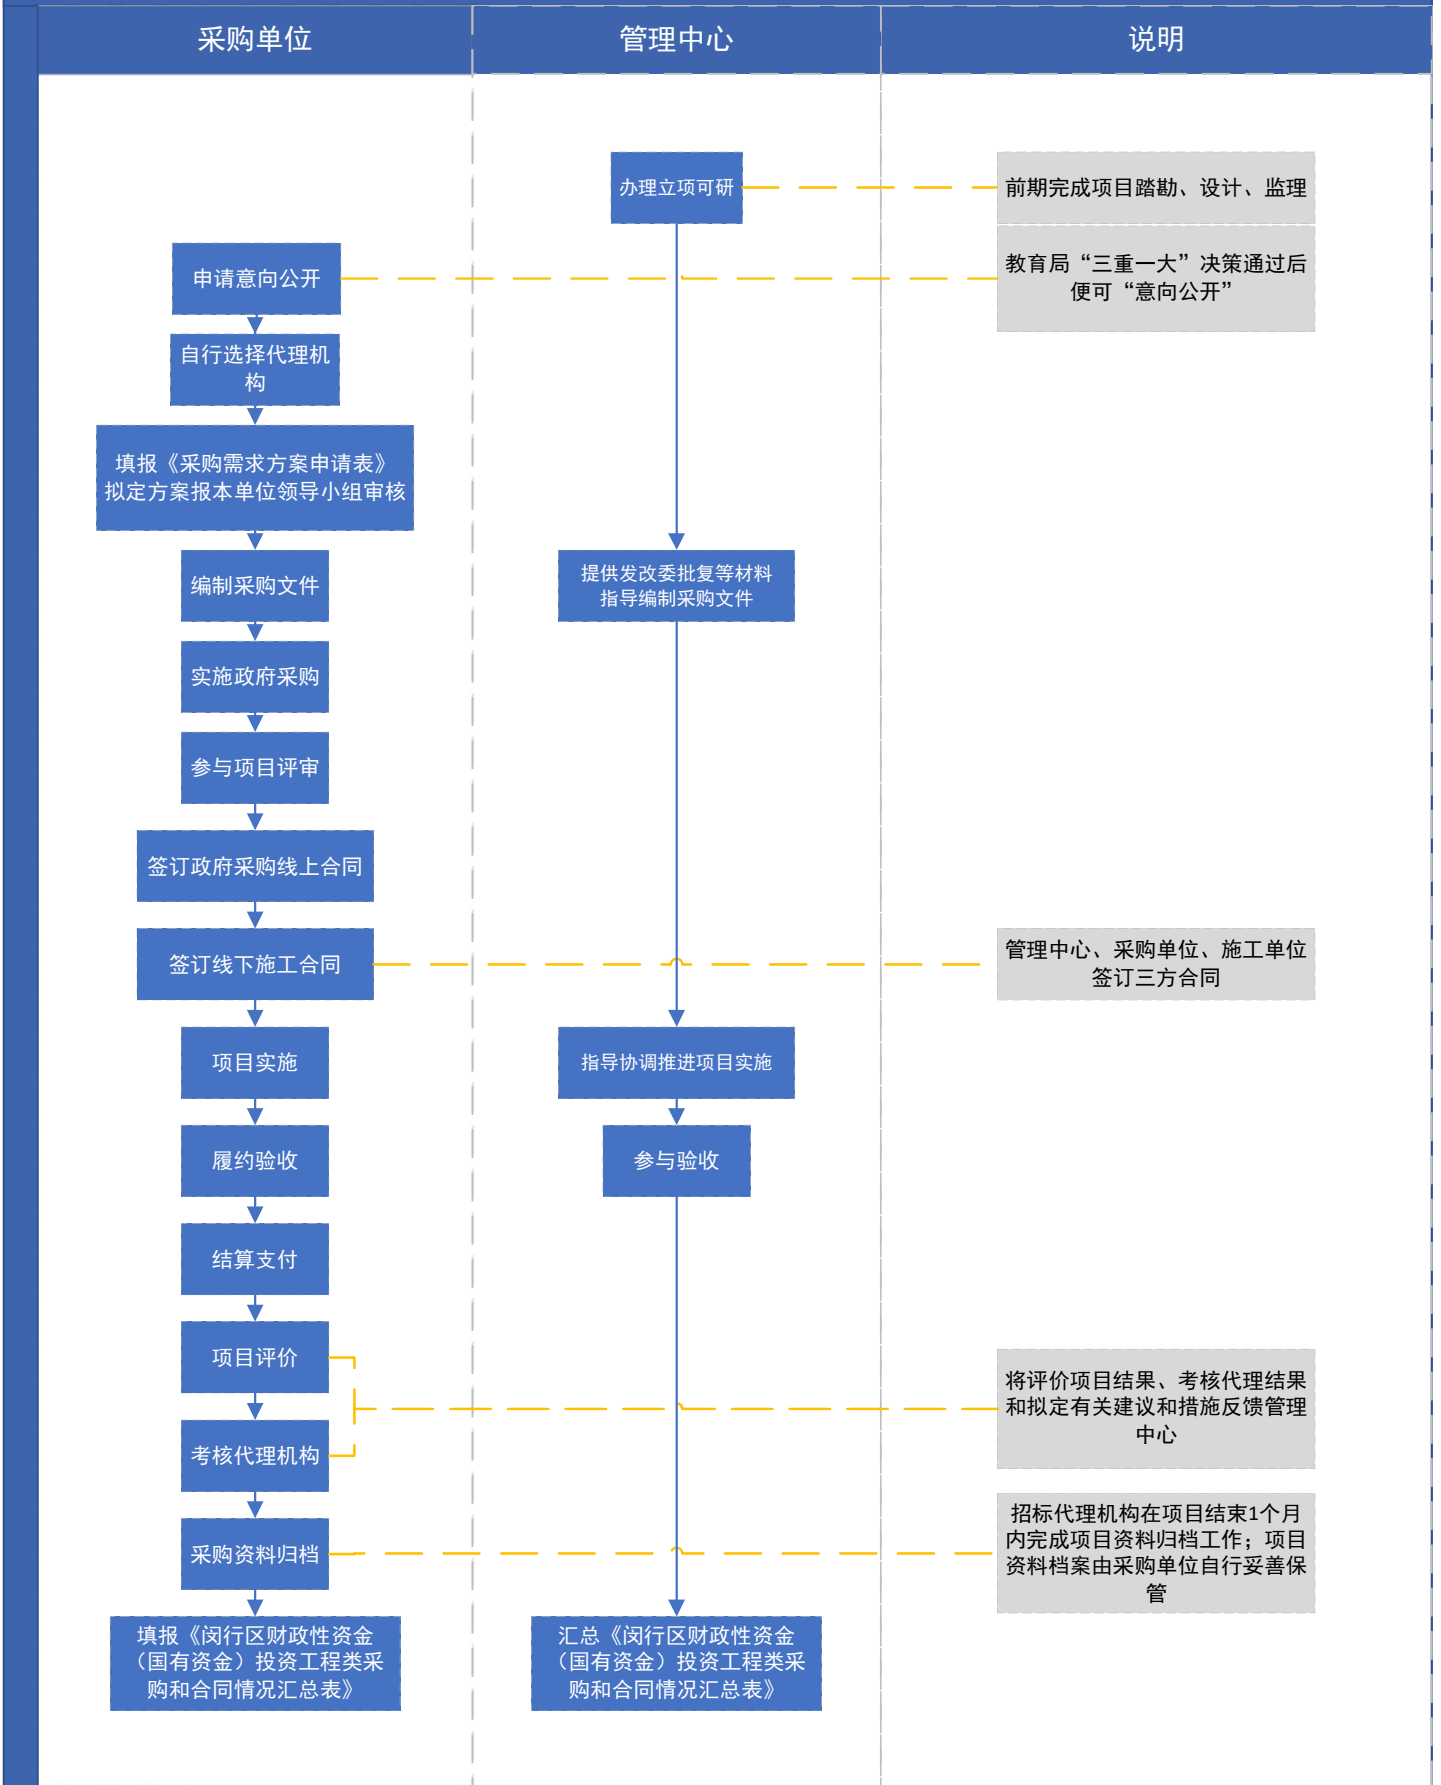 采购单位
管理中心
说明
办理立项可研
前期完成项目踏勘、设计、监理
申请意向公开
教育局“三重一大”决策通过后
便可“意向公开”
自行选择代理机
构
填报《采购需求方案申请表》
拟定方案报本单位领导小组审核
编制采购文件
提供发改委批复等材料
指导编制采购文件
实施政府采购
参与项目评审
签订政府采购线上合同
签订线下施工合同
管理中心、采购单位、施工单位
签订三方合同
项目实施
指导协调推进项目实施
履约验收
参与验收
结算支付
项目评价
将评价项目结果、考核代理结果
和拟定有关建议和措施反馈管理
中心
考核代理机构
采购资料归档
招标代理机构在项目结束1个月
内完成项目资料归档工作；项目
资料档案由采购单位自行妥善保
管
填报《闵行区财政性资金
（国有资金）投资工程类采
购和合同情况汇总表》
汇总《闵行区财政性资金
（国有资金）投资工程类采
购和合同情况汇总表》